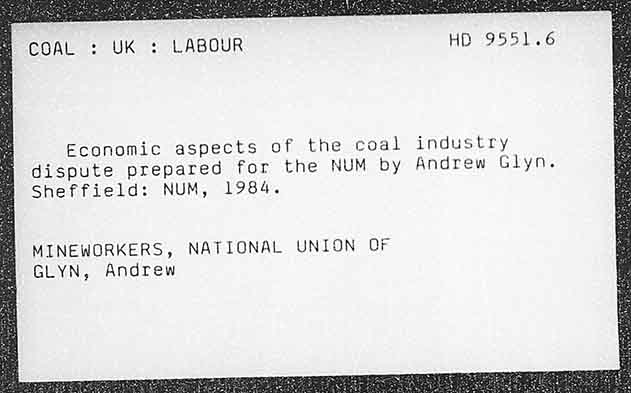 COAL : UK : LABOUR HD 9551.6
Economic aspects of the coal industry
dispute prepared for the NUM by Andrew Glyn.
Sheffield: NUM, 1984.
MINEWORKERS, NATIONAL UNION OF
GLYN, Andrew